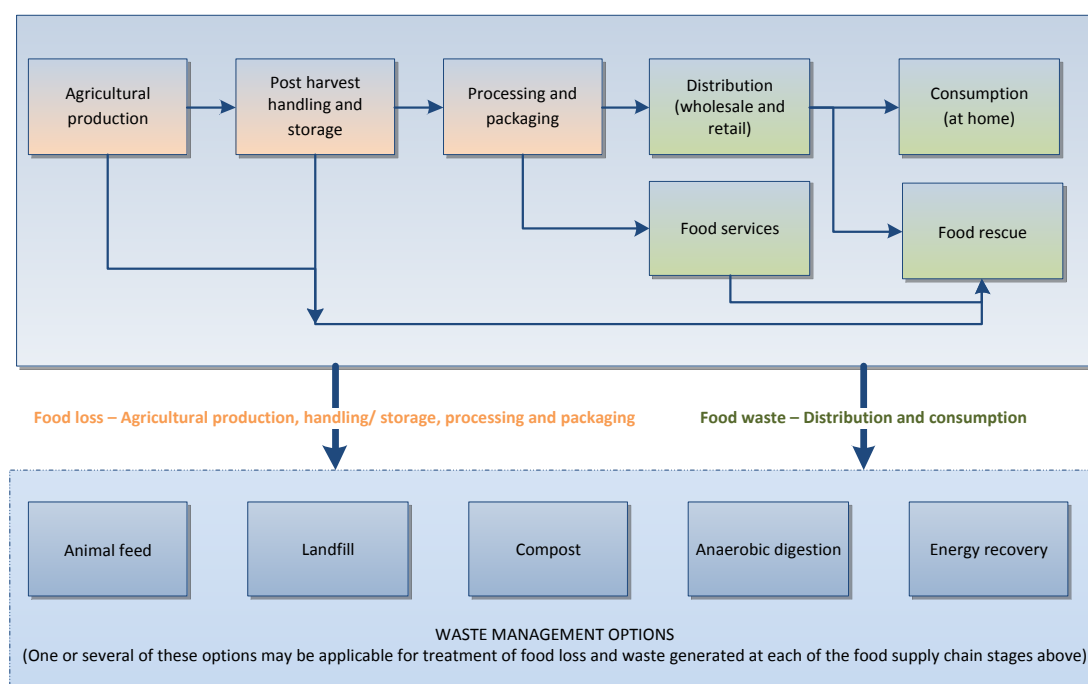 Agricultural
production
Post harvest
handling and
storage
Processing and
packaging
Distribution
(wholesale and
retail)
Consumption
(at home)
Food services
Food rescue
Food loss – Agricultural production, handling/ storage, processing and packaging
Food waste – Distribution and consumption
Animal feed
Landfill
Compost
Anaerobic digestion
Energy recovery
WASTE MANAGEMENT OPTIONS
(One or several of these options may be applicable for treatment of food loss and waste generated at each of the food supply chain stages above)